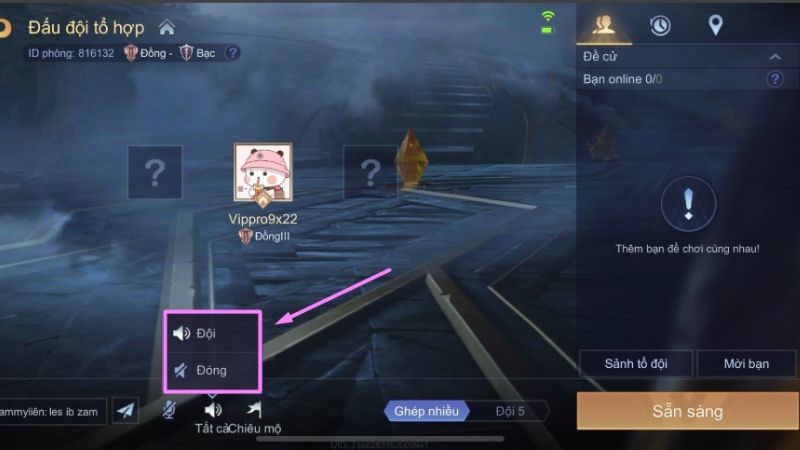 Đấu đội tổ hợp
ID phòng: 816132 Đồng - Bạc ?
Đề cử
Bạn online 0/0 ?
? ?
Vippro9x22
ĐồngIII
Thêm bạn để chơi cùng nhau!
Đội
Đóng
Sảnh tổ đội Mời bạn
ammyliên: les ib zam
Ghép nhiều Đội 5
Sẵn sàng
Tất cả Chiêu mộ